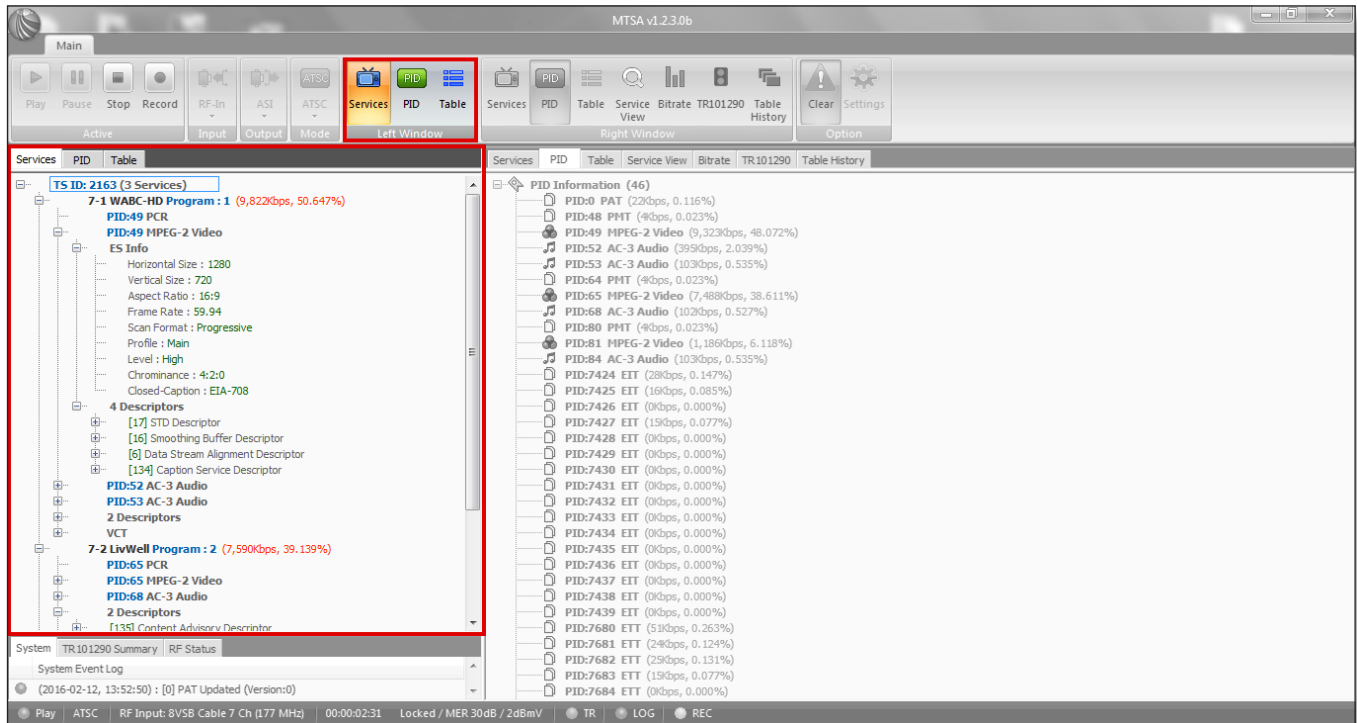 MTSA v1.2.3.0b
Main
Play Pause Stop Record RF-In ASI ATSC ATSC Services PID PID Table Services PID PID Table Service View Bitrate TR101290 Table History Clear Settings
Active Input Output Mode Left Window Right Window Option
Services PID Table
TS ID: 2163 (3 Services)
7-1 WABC-HD Program : 1 (9,822Kbps, 50.647%)
PID:49 PCR
PID:49 MPEG-2 Video
ES Info
Horizontal Size : 1280
Vertical Size : 720
Aspect Ratio : 16:9
Frame Rate : 59.94
Scan Format : Progressive
Profile : Main
Level : High
Chrominance : 4:2:0
Closed-Caption : EIA-708
4 Descriptors
[17] STD Descriptor
[16] Smoothing Buffer Descriptor
[6] Data Stream Alignment Descriptor
[134] Caption Service Descriptor
PID:52 AC-3 Audio
PID:53 AC-3 Audio
2 Descriptors
VCT
7-2 LivWell Program : 2 (7,590Kbps, 39.139%)
PID:65 PCR
PID:65 MPEG-2 Video
PID:68 AC-3 Audio
2 Descriptors
[135] Content Advisory Descriptor
System TR101290 Summary RF Status
System Event Log
(2016-02-12, 13:52:50) : [0] PAT Updated (Version:0)
Services PID Table Service View Bitrate TR101290 Table History
PID Information (46)
PID:0 PAT (22Kbps, 0.116%)
PID:48 PMT (4Kbps, 0.023%)
PID:49 MPEG-2 Video (9,323Kbps, 48.072%)
PID:52 AC-3 Audio (395Kbps, 2.039%)
PID:53 AC-3 Audio (103Kbps, 0.535%)
PID:64 PMT (4Kbps, 0.023%)
PID:65 MPEG-2 Video (7,488Kbps, 38.611%)
PID:68 AC-3 Audio (102Kbps, 0.527%)
PID:80 PMT (4Kbps, 0.023%)
PID:81 MPEG-2 Video (1,186Kbps, 6.118%)
PID:84 AC-3 Audio (103Kbps, 0.535%)
PID:7424 EIT (28Kbps, 0.147%)
PID:7425 EIT (16Kbps, 0.085%)
PID:7426 EIT (0Kbps, 0.000%)
PID:7427 EIT (15Kbps, 0.077%)
PID:7428 EIT (0Kbps, 0.000%)
PID:7429 EIT (0Kbps, 0.000%)
PID:7430 EIT (0Kbps, 0.000%)
PID:7431 EIT (0Kbps, 0.000%)
PID:7432 EIT (0Kbps, 0.000%)
PID:7433 EIT (0Kbps, 0.000%)
PID:7434 EIT (0Kbps, 0.000%)
PID:7435 EIT (0Kbps, 0.000%)
PID:7436 EIT (0Kbps, 0.000%)
PID:7437 EIT (0Kbps, 0.000%)
PID:7438 EIT (0Kbps, 0.000%)
PID:7439 EIT (0Kbps, 0.000%)
PID:7680 ETT (51Kbps, 0.263%)
PID:7681 ETT (24Kbps, 0.124%)
PID:7682 ETT (25Kbps, 0.131%)
PID:7683 ETT (15Kbps, 0.077%)
PID:7684 ETT (0Kbps, 0.000%)
Play ATSC RF Input: 8VSB Cable 7 Ch (177 MHz) 00:00:02:31 Locked / MER 30dB / 2dBmV TR LOG REC